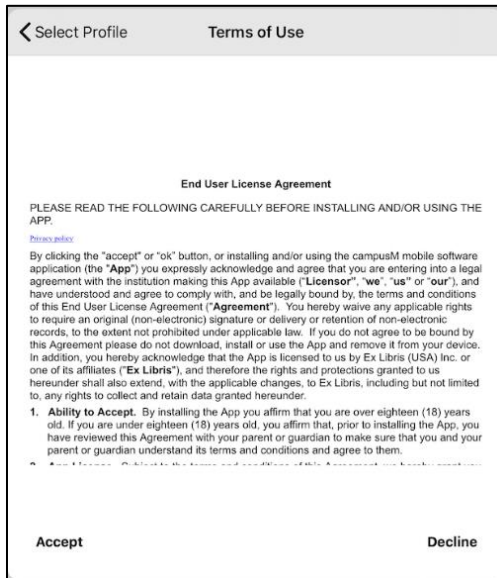 Select Profile
Terms of Use
End User License Agreement
PLEASE READ THE FOLLOWING CAREFULLY BEFORE INSTALLING AND/OR USING THE
APP.
Privacy policy
By clicking the "accept" or "ok" button, or installing and/or using the campusM mobile software
application (the "App") you expressly acknowledge and agree that you are entering into a legal
agreement with the institution making this App available ("Licensor", "we", "us" or "our"), and
have understood and agree to comply with, and be legally bound by, the terms and conditions
of this End User License Agreement ("Agreement"). You hereby waive any applicable rights
to require an original (non-electronic) signature or delivery or retention of non-electronic
records, to the extent not prohibited under applicable law. If you do not agree to be bound by
this Agreement please do not download, install or use the App and remove it from your device.
In addition, you hereby acknowledge that the App is licensed to us by Ex Libris (USA) Inc. or
one of its affiliates ("Ex Libris"), and therefore the rights and protections granted to us
hereunder shall also extend, with the applicable changes, to Ex Libris, including but not limited
to, any rights to collect and retain data granted hereunder.
1. Ability to Accept. By installing the App you affirm that you are over eighteen (18) years
old. If you are under eighteen (18) years old, you affirm that, prior to installing the App, you
have reviewed this Agreement with your parent or guardian to make sure that you and your
parent or guardian understand its terms and conditions and agree to them.
Accept
Decline